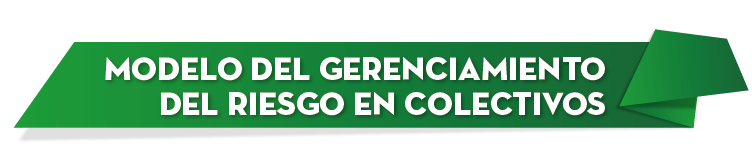 MODELO DEL GERENCIAMIENTO
DEL RIESGO EN COLECTIVOS